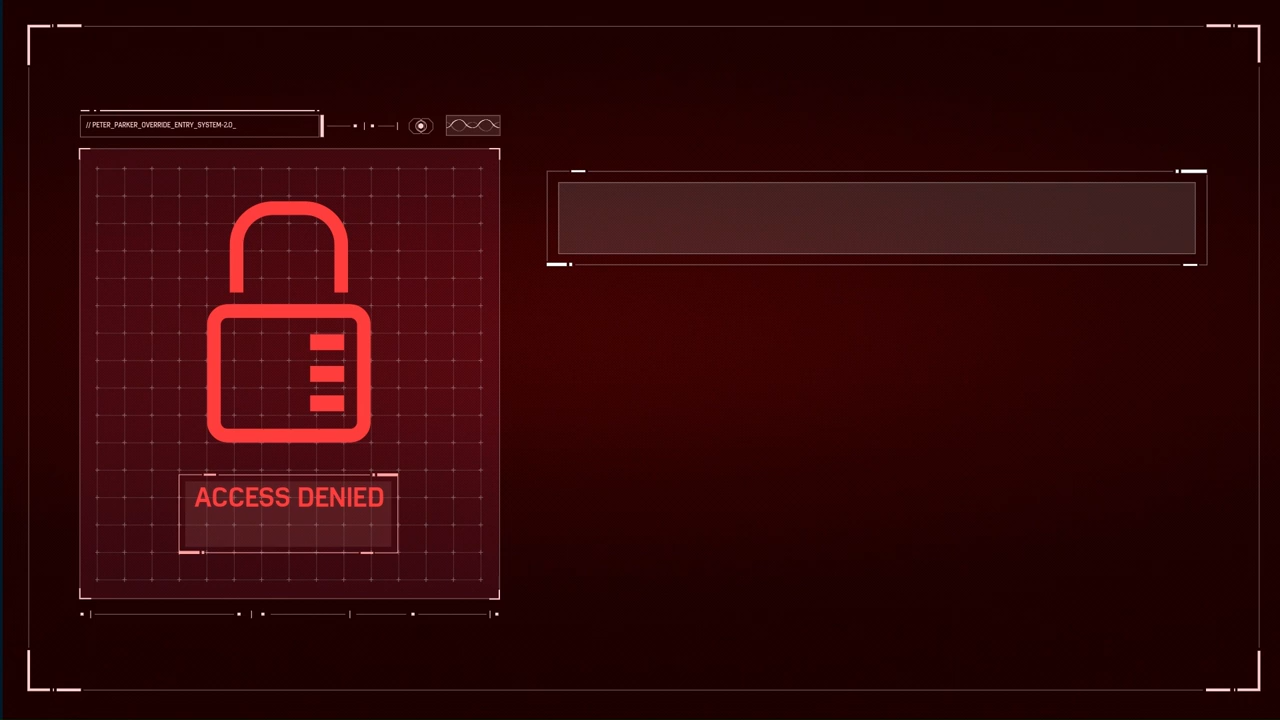 // PETER_PARKER_OVERRIDE_ENTRY_SYSTEM-2.0_
ACCESS DENIED